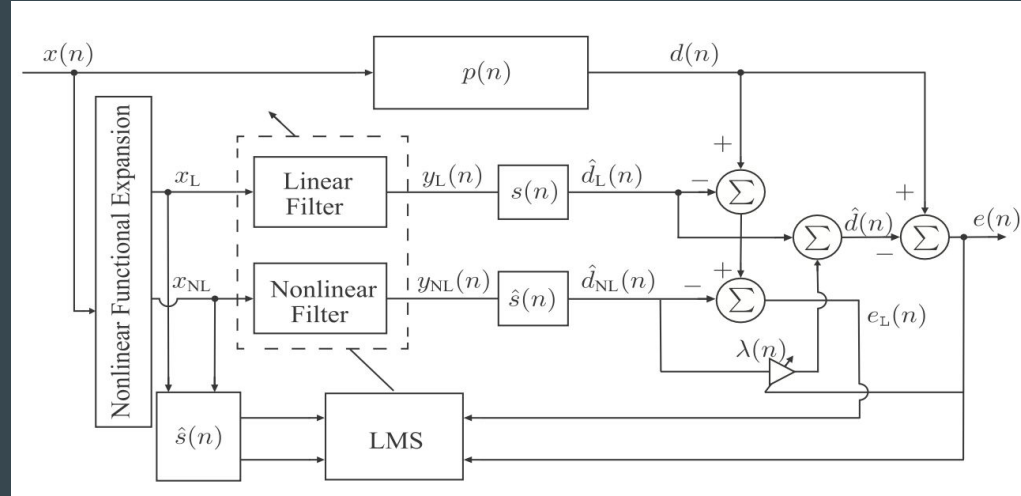 x(n)
p(n)
d(n)
Nonlinear Functional Expansion
+
x_L
Linear
Filter
y_L(n)
s(n)
d̂_L(n)
−
Σ
+
Σ
d̂(n)
−
Σ
e(n)
x_NL
Nonlinear
Filter
y_NL(n)
ŝ(n)
d̂_NL(n)
+
−
Σ
e_L(n)
λ(n)
ŝ(n)
LMS